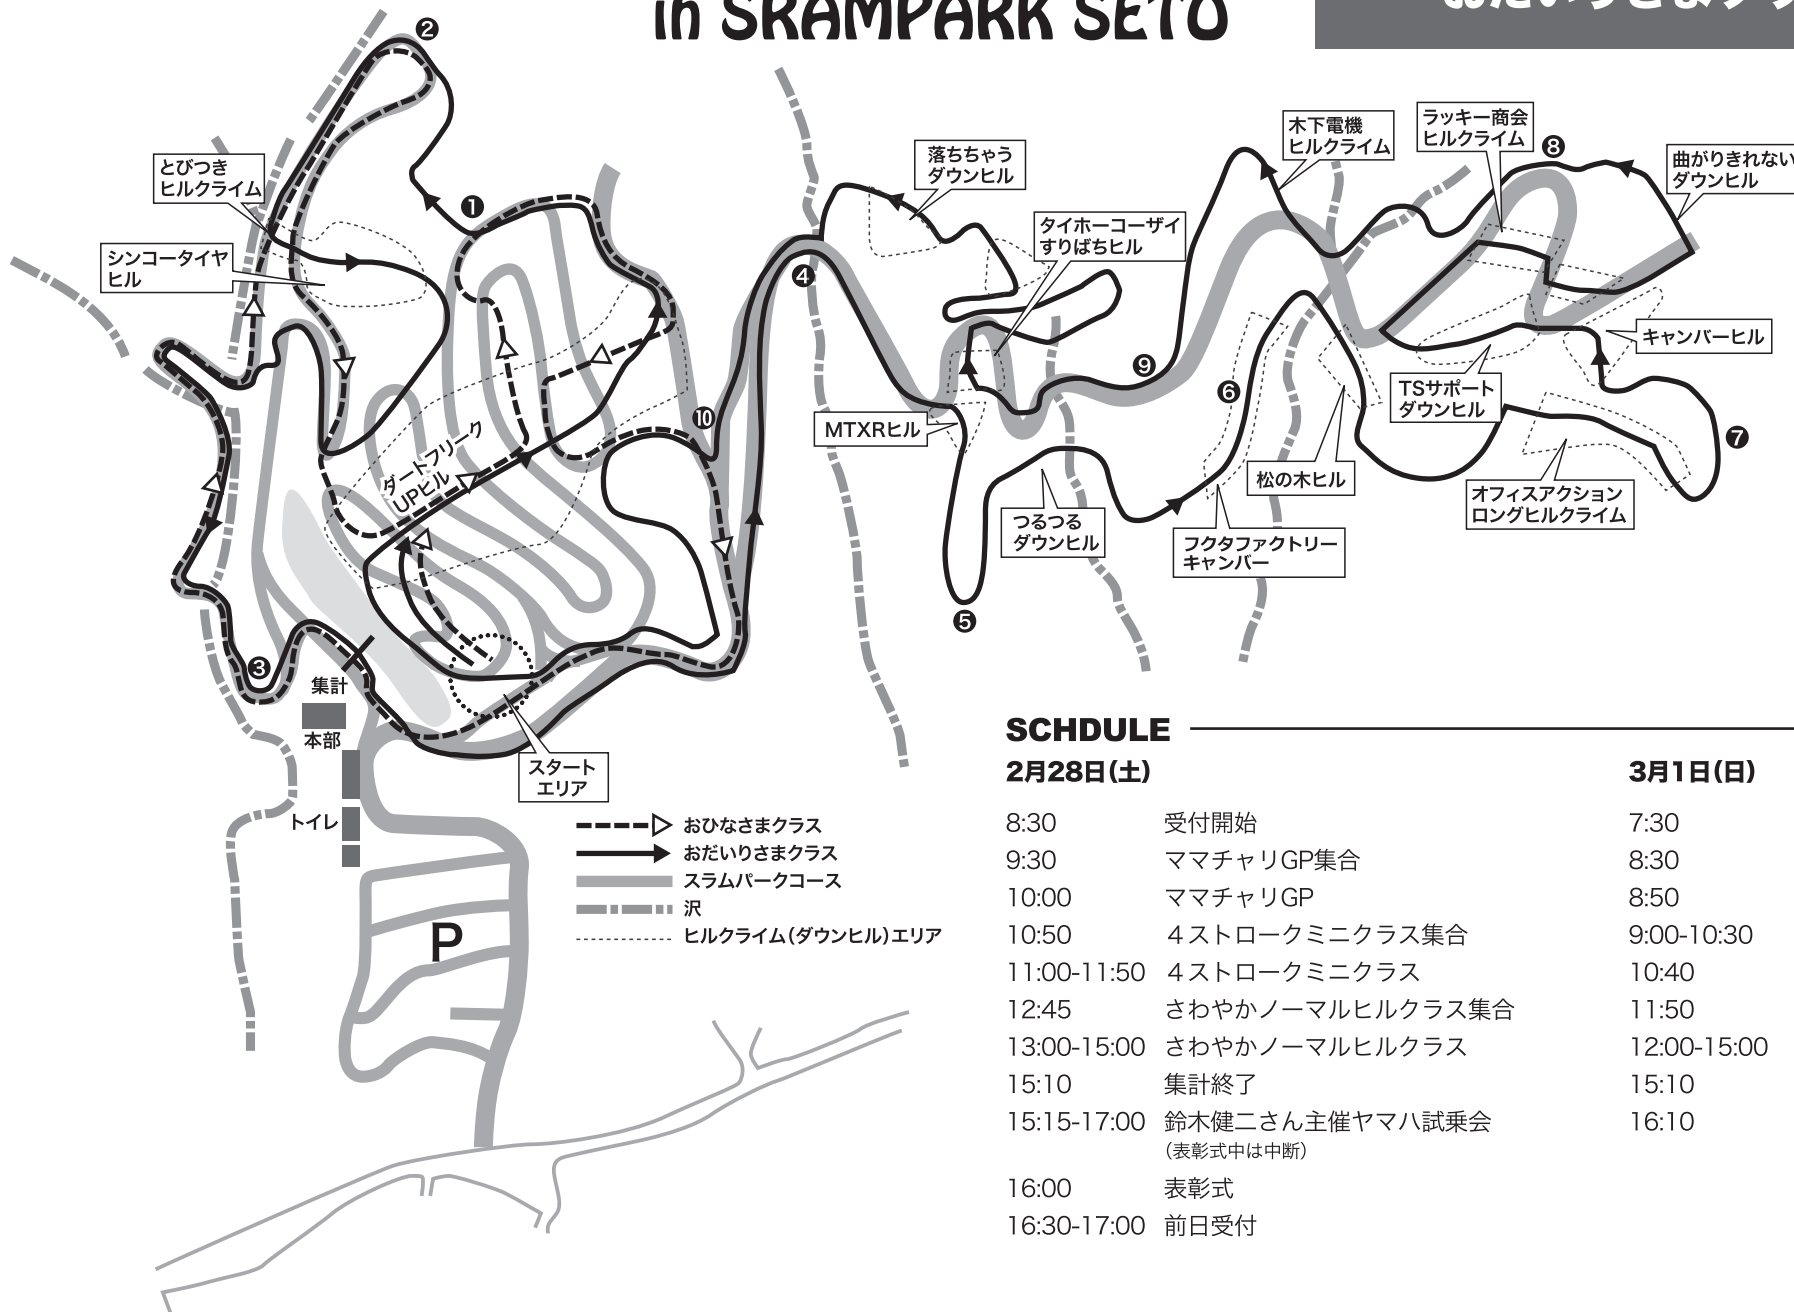 in SRAMPARK SETO
❷
とびつき
ヒルクライム
❶
シンコータイヤ
ヒル
落ちちゃう
ダウンヒル
タイホーコーザイ
すりばちヒル
❹
木下電機
ヒルクライム
ラッキー商会
ヒルクライム
❽
曲がりきれない
ダウンヒル
キャンバーヒル
TSサポート
ダウンヒル
❾
❻
❿
MTXRヒル
ダートフリーク
UPヒル
松の木ヒル
❼
オフィスアクション
ロングヒルクライム
つるつる
ダウンヒル
フクタファクトリー
キャンバー
❺
❸
集計
本部
トイレ
スタート
エリア
おひなさまクラス
おだいりさまクラス
スラムパークコース
沢
ヒルクライム(ダウンヒル)エリア
P
SCHDULE
2月28日(土)
8:30 受付開始
9:30 ママチャリGP集合
10:00 ママチャリGP
10:50 4ストロークミニクラス集合
11:00-11:50 4ストロークミニクラス
12:45 さわやかノーマルヒルクラス集合
13:00-15:00 さわやかノーマルヒルクラス
15:10 集計終了
15:15-17:00 鈴木健二さん主催ヤマハ試乗会
(表彰式中は中断)
16:00 表彰式
16:30-17:00 前日受付
3月1日(日)
7:30
8:30
8:50
9:00-10:30
10:40
11:50
12:00-15:00
15:10
16:10